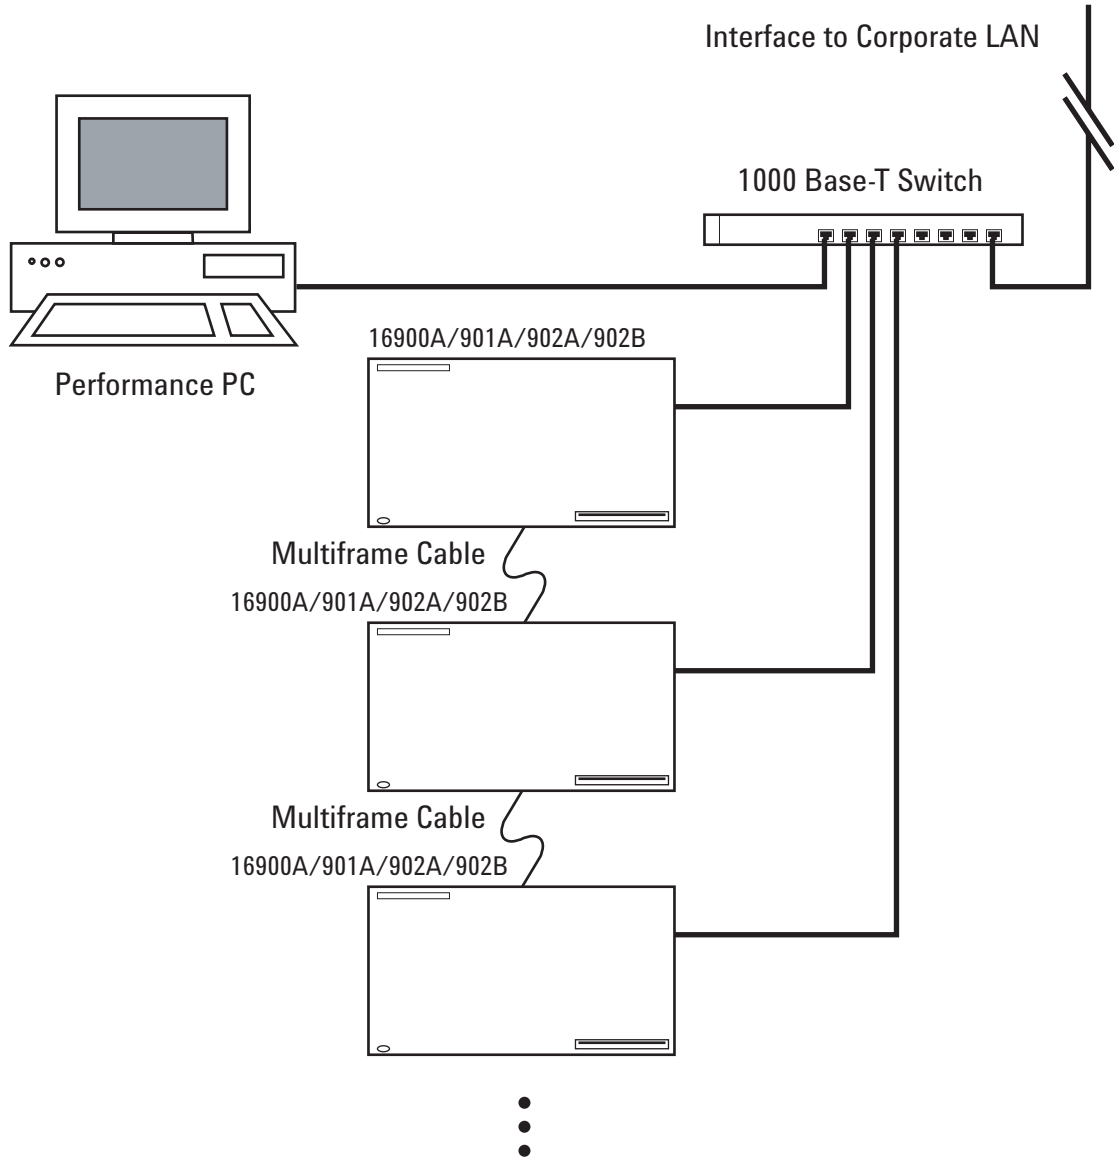 Interface to Corporate LAN
1000 Base-T Switch
16900A/901A/902A/902B
Performance PC
Multiframe Cable
16900A/901A/902A/902B
Multiframe Cable
16900A/901A/902A/902B